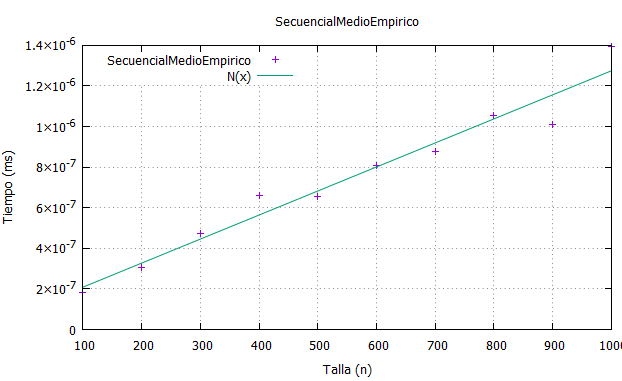 SecuencialMedioEmpirico
1.4×10⁻⁶
1.2×10⁻⁶
1×10⁻⁶
8×10⁻⁷
6×10⁻⁷
4×10⁻⁷
2×10⁻⁷
0
Tiempo (ms)
SecuencialMedioEmpirico
N(x)
100 200 300 400 500 600 700 800 900 1000
Talla (n)